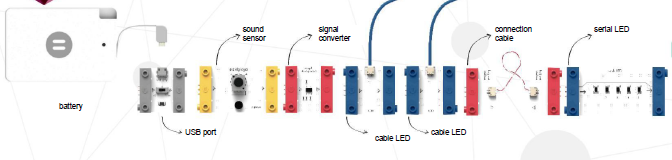 sound
sensor
signal
converter
connection
cable
serial LED
battery
USB port
cable LED
cable LED